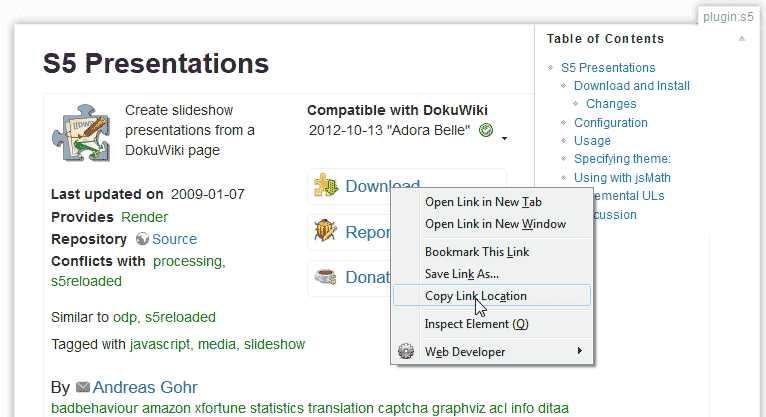 plugin:s5
S5 Presentations
Create slideshow
presentations from a
DokuWiki page
Last updated on 2009-01-07
Provides Render
Repository Source
Conflicts with processing,
s5reloaded
Similar to odp, s5reloaded
Tagged with javascript, media, slideshow
By Andreas Gohr
badbehaviour amazon xfortune statistics translation captcha graphviz acl info ditaa
Compatible with DokuWiki
2012-10-13 "Adora Belle"
Download
Repor
Donat
Open Link in New Tab
Open Link in New Window
Bookmark This Link
Save Link As...
Copy Link Location
Inspect Element (Q)
Web Developer
Table of Contents
S5 Presentations
Download and Install
Changes
Configuration
Usage
Specifying theme:
Using with jsMath
emental ULs
cussion